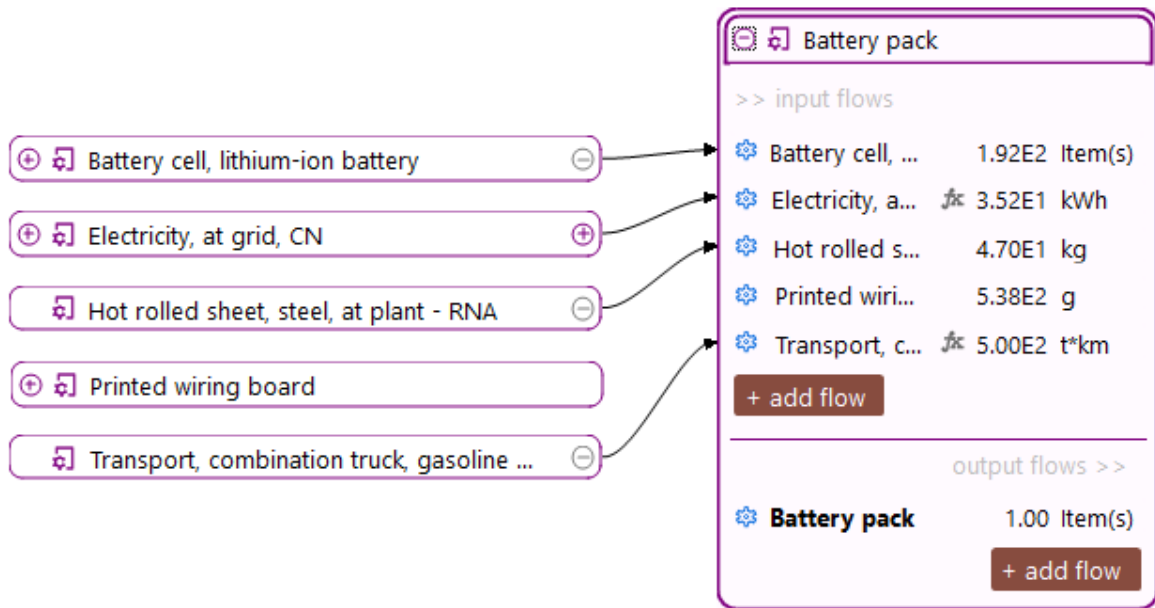 Battery pack
>> input flows
Battery cell, lithium-ion battery
Battery cell, ... 1.92E2 Item(s)
Electricity, at grid, CN
Electricity, a... fx 3.52E1 kWh
Hot rolled sheet, steel, at plant - RNA
Hot rolled s... 4.70E1 kg
Printed wiri... 5.38E2 g
Printed wiring board
Transport, c... fx 5.00E2 t*km
+ add flow
Transport, combination truck, gasoline ...
output flows >>
Battery pack 1.00 Item(s)
+ add flow